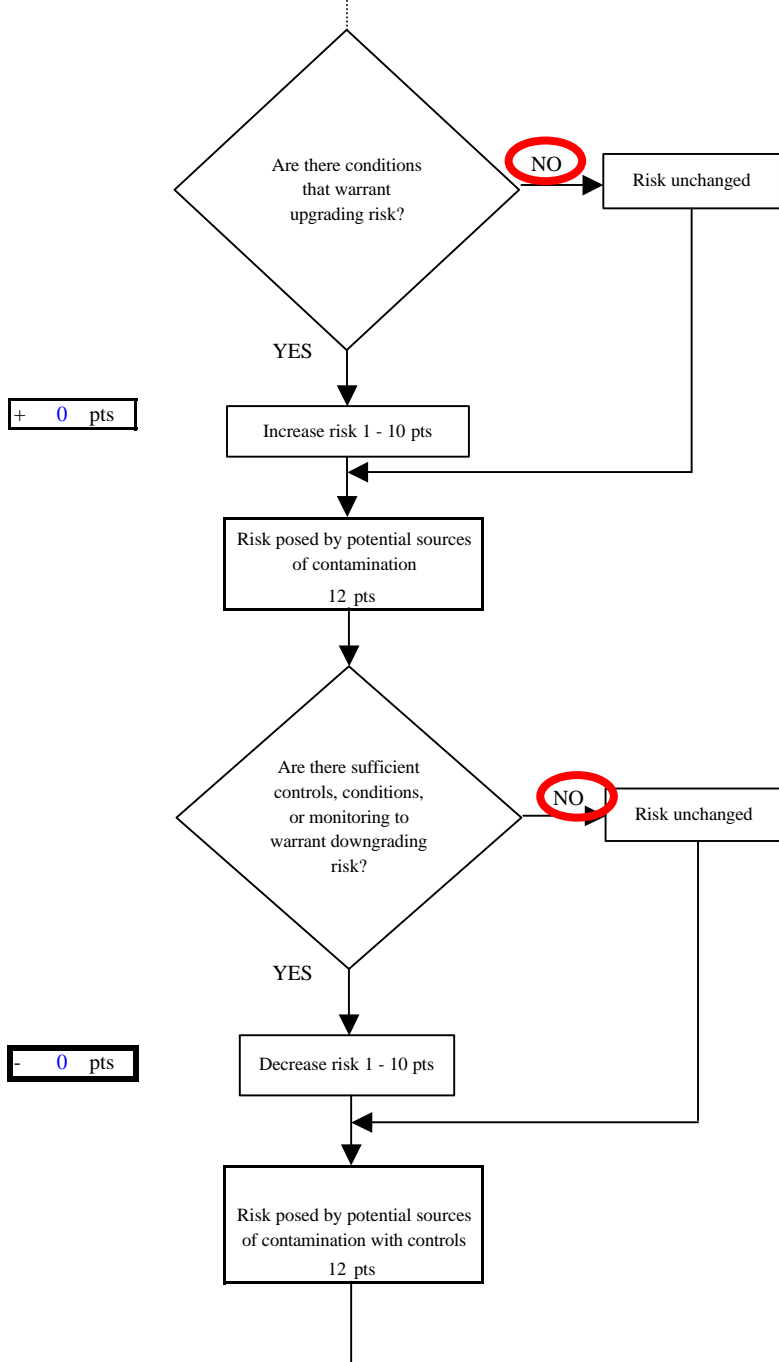 Are there conditions
that warrant
upgrading risk?
NO
Risk unchanged
YES
+ 0 pts
Increase risk 1 - 10 pts
Risk posed by potential sources
of contamination
12 pts
Are there sufficient
controls, conditions,
or monitoring to
warrant downgrading
risk?
NO
Risk unchanged
YES
- 0 pts
Decrease risk 1 - 10 pts
Risk posed by potential sources
of contamination with controls
12 pts